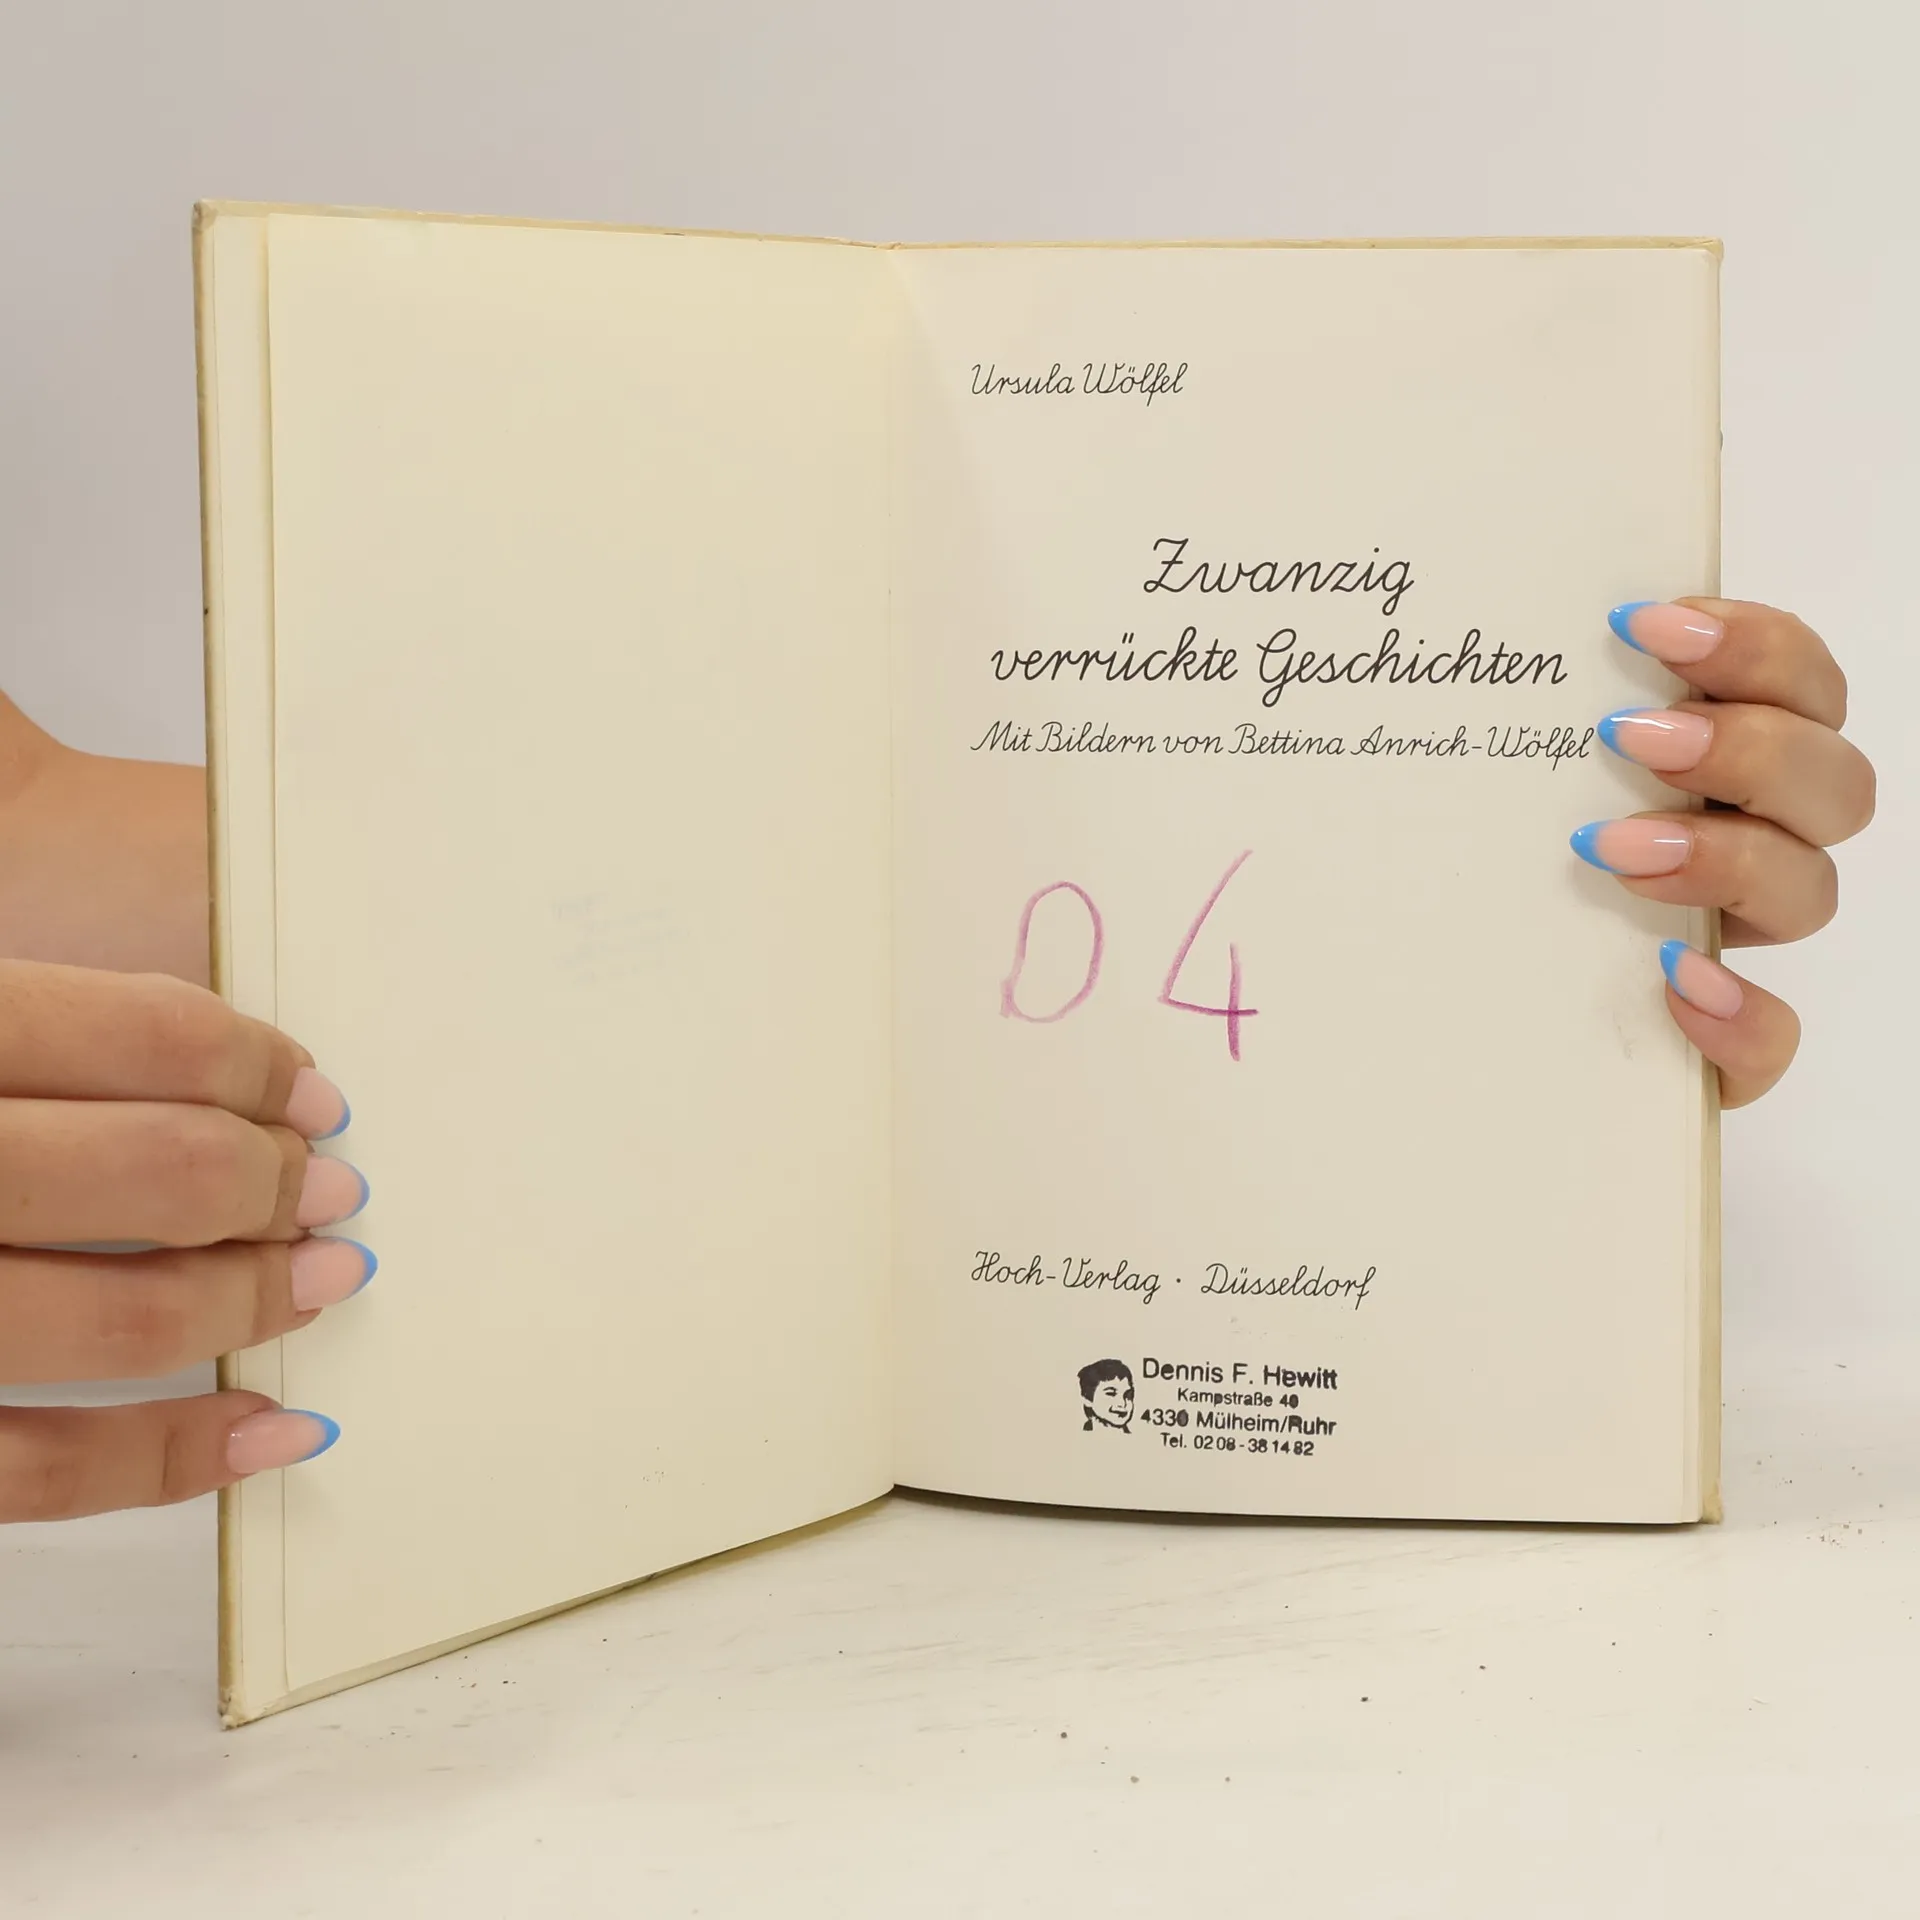 Ursula Wölfel
Zwanzig
verrückte Geschichten
Mit Bildern von Bettina Anrich-Wölfel
04
Hoch-Verlag · Düsseldorf
Dennis F. Hewitt
Kampstraße 40
4330 Mülheim/Ruhr
Tel. 0208-381482